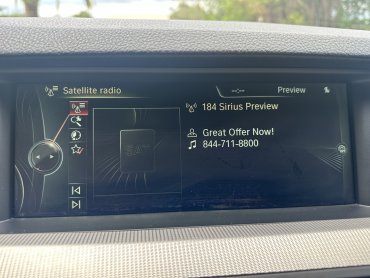 Satellite radio
--:--
Preview
184 Sirius Preview
Great Offer Now!
844-711-8800